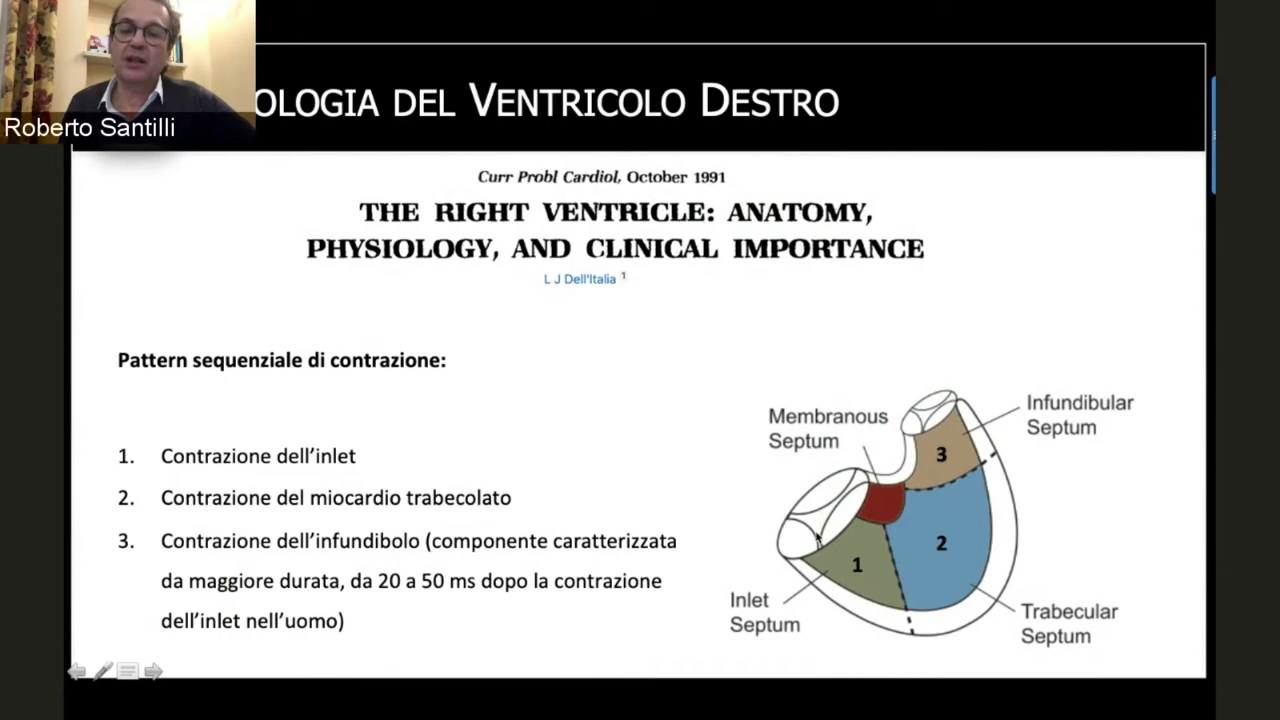 OLOGIA DEL VENTRICOLO DESTRO
Roberto Santilli
Curr Probl Cardiol, October 1991
THE RIGHT VENTRICLE: ANATOMY,
PHYSIOLOGY, AND CLINICAL IMPORTANCE
L J Dell'Italia 1
Pattern sequenziale di contrazione:
1. Contrazione dell'inlet
2. Contrazione del miocardio trabecolato
3. Contrazione dell'infundibolo (componente caratterizzata
da maggiore durata, da 20 a 50 ms dopo la contrazione
dell'inlet nell'uomo)
Membranous
Septum
Infundibular
Septum
3
2
1
Inlet
Septum
Trabecular
Septum